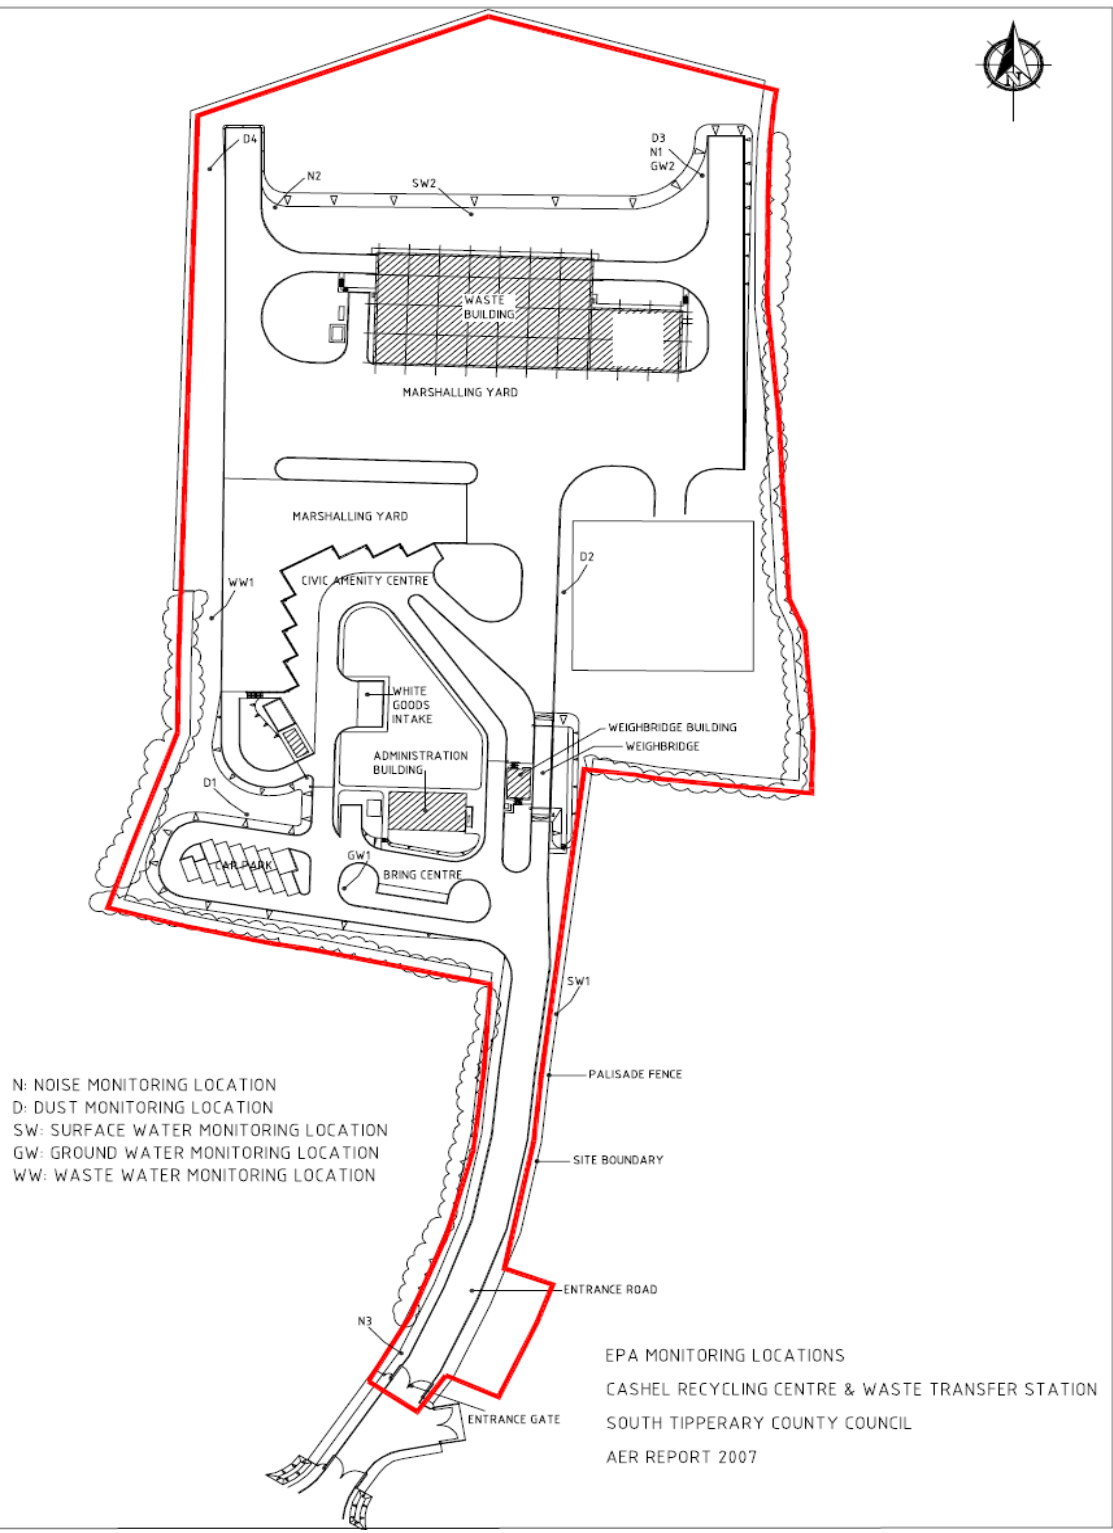 N
D4
D3
N1
GW2
N2
SW2
WASTE
BUILDING
MARSHALLING YARD
MARSHALLING YARD
D2
CIVIC AMENITY CENTRE
WW1
WHITE
GOODS
INTAKE
WEIGHBRIDGE BUILDING
WEIGHBRIDGE
ADMINISTRATION
BUILDING
D1
GW1
CAR PARK
BRING CENTRE
SW1
PALISADE FENCE
N: NOISE MONITORING LOCATION
D: DUST MONITORING LOCATION
SW: SURFACE WATER MONITORING LOCATION
GW: GROUND WATER MONITORING LOCATION
WW: WASTE WATER MONITORING LOCATION
SITE BOUNDARY
ENTRANCE ROAD
N3
ENTRANCE GATE
EPA MONITORING LOCATIONS
CASHEL RECYCLING CENTRE & WASTE TRANSFER STATION
SOUTH TIPPERARY COUNTY COUNCIL
AER REPORT 2007